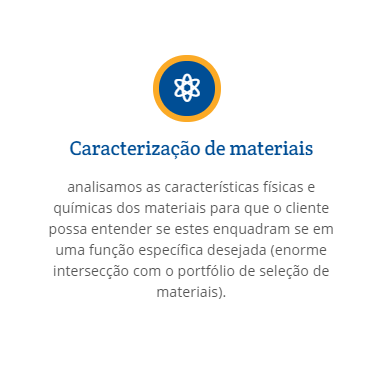 Caracterização de materiais
analisamos as características físicas e
químicas dos materiais para que o cliente
possa entender se estes enquadram se em
uma função específica desejada (enorme
intersecção com o portfólio de seleção de
materiais).